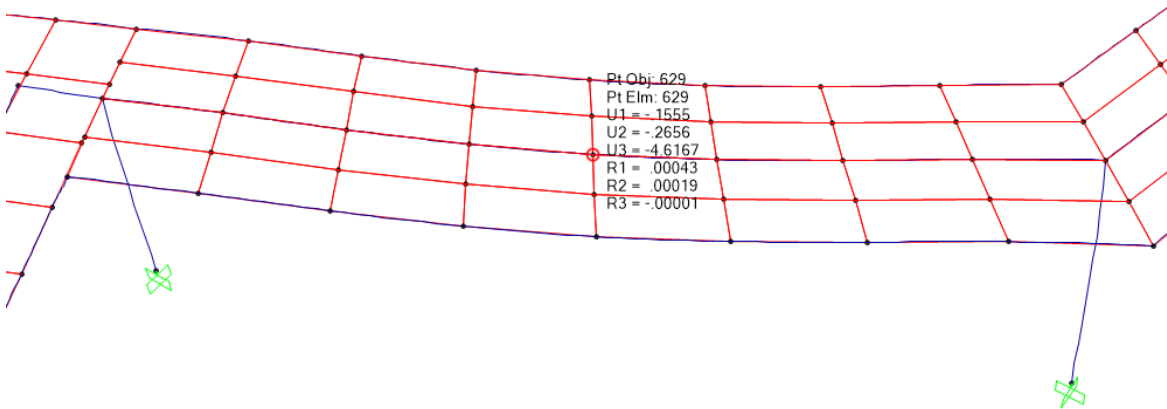 Pt Obj: 629
Pt Elm: 629
U1 = -.1555
U2 = -.2656
U3 = -4.6167
R1 = .00043
R2 = .00019
R3 = -.00001